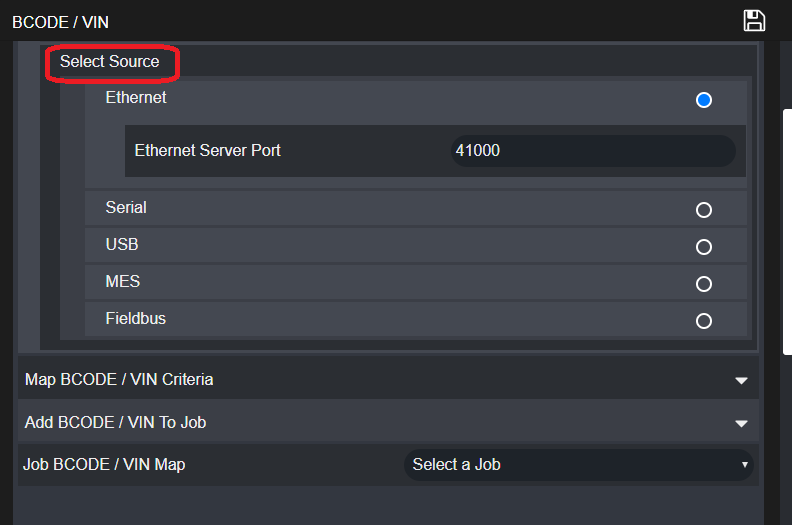 BCODE / VIN
Select Source
Ethernet
Ethernet Server Port 41000
Serial
USB
MES
Fieldbus
Map BCODE / VIN Criteria
Add BCODE / VIN To Job
Job BCODE / VIN Map Select a Job